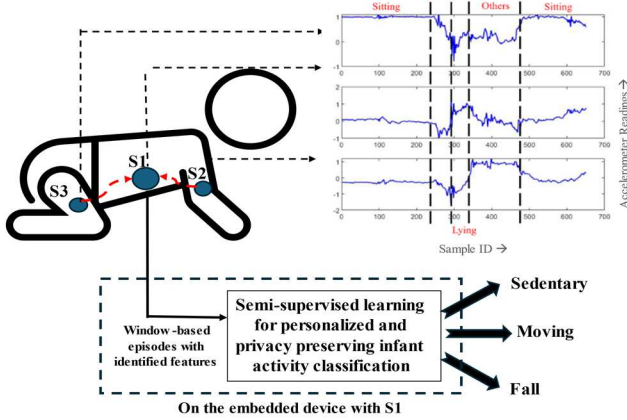 Sitting
Others
Sitting
1
0
-1
0 100 200 300 400 500 600 700
2
1
0
-1
0 100 200 300 400 500 600 700
2
1
0
-1
-2
0 100 200 300 400 500 600 700
Lying
Sample ID →
Accelerometer Readings →
S1
S2
S3
Window-based
episodes with
identified features
Semi-supervised learning
for personalized and
privacy preserving infant
activity classification
Sedentary
Moving
Fall
On the embedded device with S1